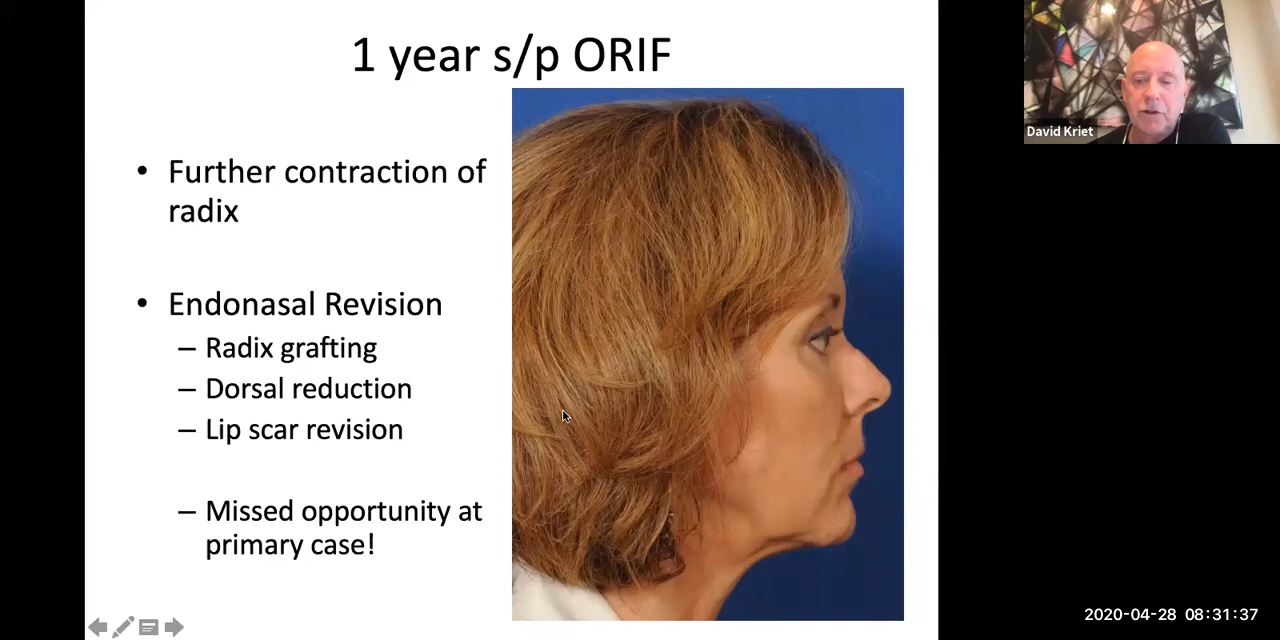 1 year s/p ORIF
• Further contraction of
radix
• Endonasal Revision
– Radix grafting
– Dorsal reduction
– Lip scar revision
– Missed opportunity at
primary case!
David Kriet
2020-04-28 08:31:37